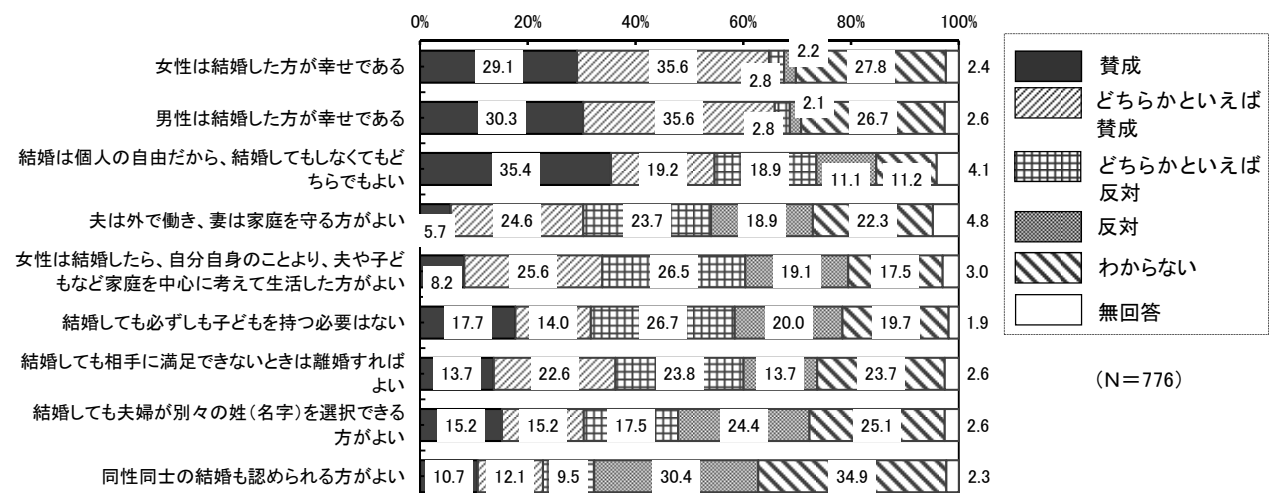 0% 20% 40% 60% 80% 100%
女性は結婚した方が幸せである 29.1 35.6 2.8 2.2 27.8 2.4
男性は結婚した方が幸せである 30.3 35.6 2.8 2.1 26.7 2.6
結婚は個人の自由だから、結婚してもしなくてもど
ちらでもよい 35.4 19.2 18.9 11.1 11.2 4.1
夫は外で働き、妻は家庭を守る方がよい 5.7 24.6 23.7 18.9 22.3 4.8
女性は結婚したら、自分自身のことより、夫や子ど
もなど家庭を中心に考えて生活した方がよい 8.2 25.6 26.5 19.1 17.5 3.0
結婚しても必ずしも子どもを持つ必要はない 17.7 14.0 26.7 20.0 19.7 1.9
結婚しても相手に満足できないときは離婚すれば
よい 13.7 22.6 23.8 13.7 23.7 2.6
結婚しても夫婦が別々の姓(名字)を選択できる
方がよい 15.2 15.2 17.5 24.4 25.1 2.6
同性同士の結婚も認められる方がよい 10.7 12.1 9.5 30.4 34.9 2.3
賛成
どちらかといえば
賛成
どちらかといえば
反対
反対
わからない
無回答
(N=776)